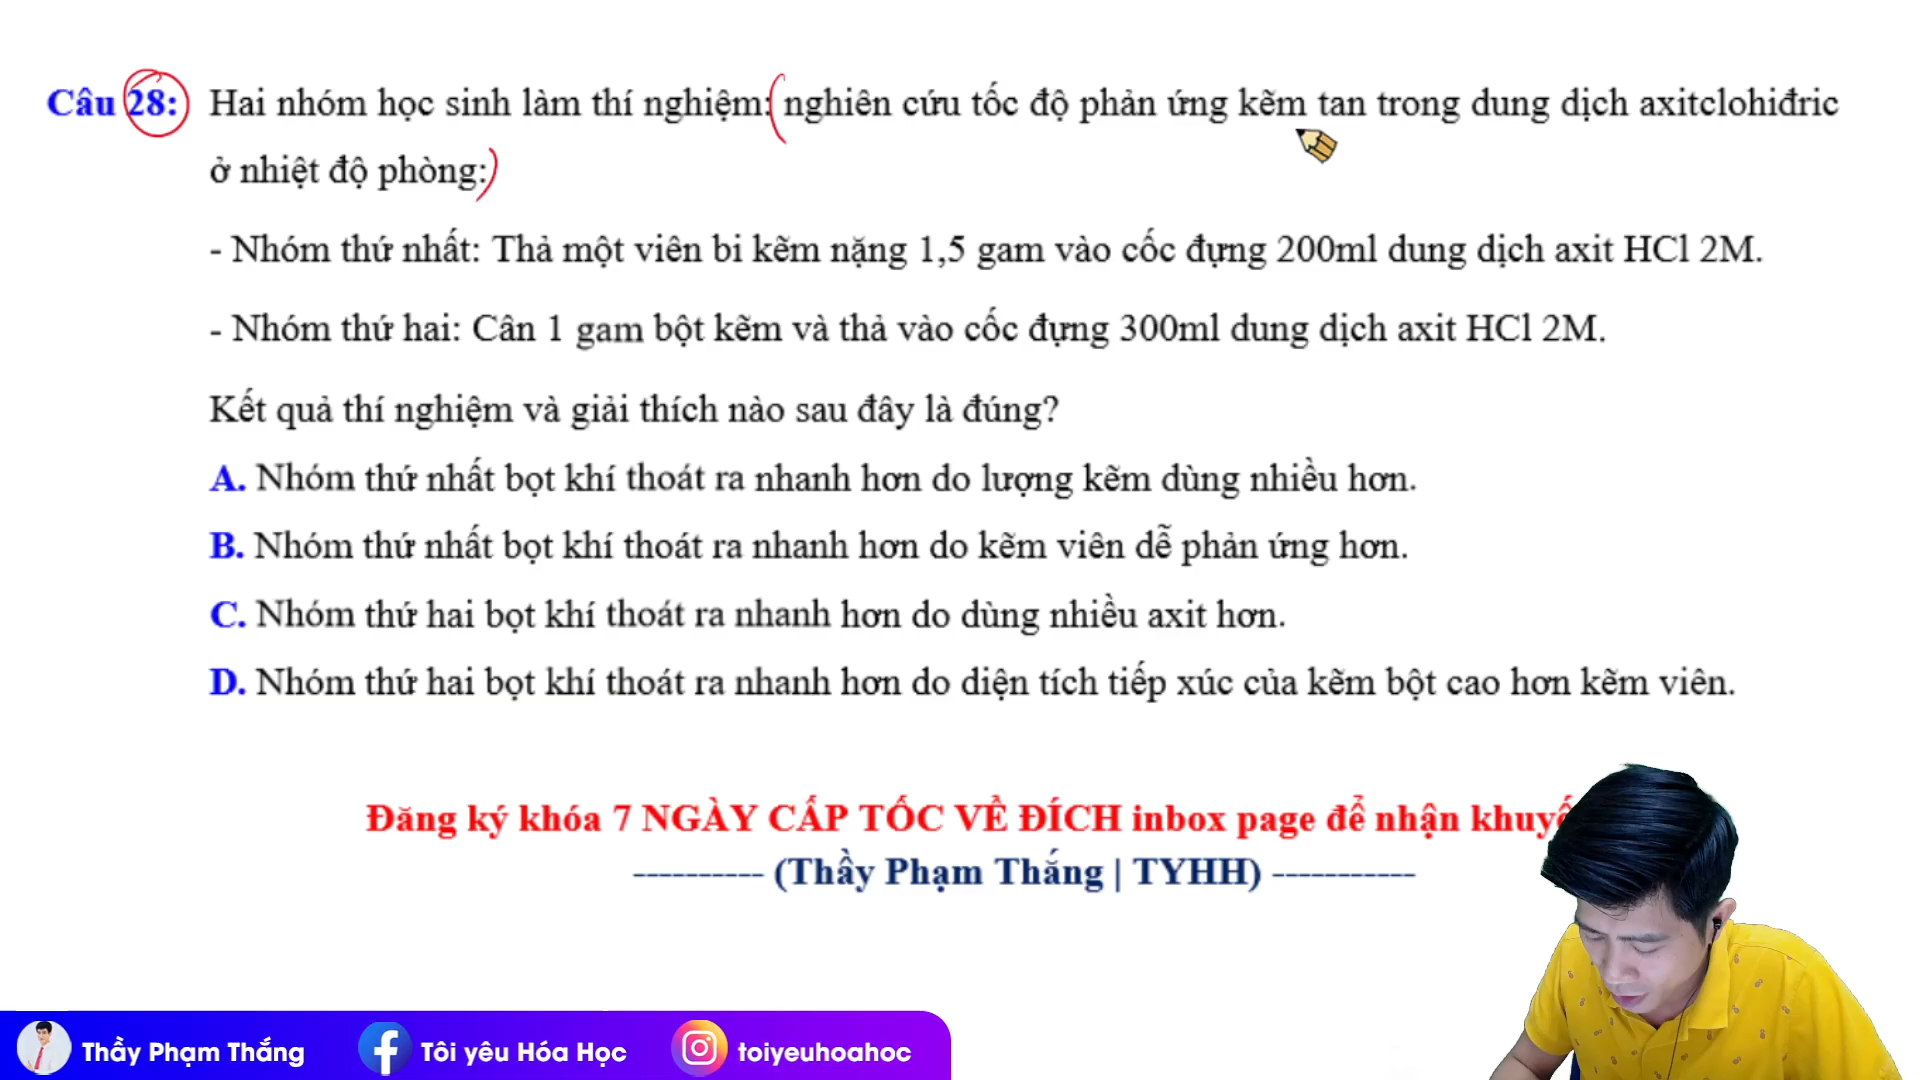 Câu 28: Hai nhóm học sinh làm thí nghiệm: nghiên cứu tốc độ phản ứng kẽm tan trong dung dịch axitclohiđric
ở nhiệt độ phòng:
- Nhóm thứ nhất: Thả một viên bi kẽm nặng 1,5 gam vào cốc đựng 200ml dung dịch axit HCl 2M.
- Nhóm thứ hai: Cân 1 gam bột kẽm và thả vào cốc đựng 300ml dung dịch axit HCl 2M.
Kết quả thí nghiệm và giải thích nào sau đây là đúng?
A. Nhóm thứ nhất bọt khí thoát ra nhanh hơn do lượng kẽm dùng nhiều hơn.
B. Nhóm thứ nhất bọt khí thoát ra nhanh hơn do kẽm viên dễ phản ứng hơn.
C. Nhóm thứ hai bọt khí thoát ra nhanh hơn do dùng nhiều axit hơn.
D. Nhóm thứ hai bọt khí thoát ra nhanh hơn do diện tích tiếp xúc của kẽm bột cao hơn kẽm viên.
Đăng ký khóa 7 NGÀY CẤP TỐC VỀ ĐÍCH inbox page để nhận
---------- (Thầy Phạm Thắng | TYHH) -----------
Thầy Phạm Thắng Tôi yêu Hóa Học toiyeuhoahoc